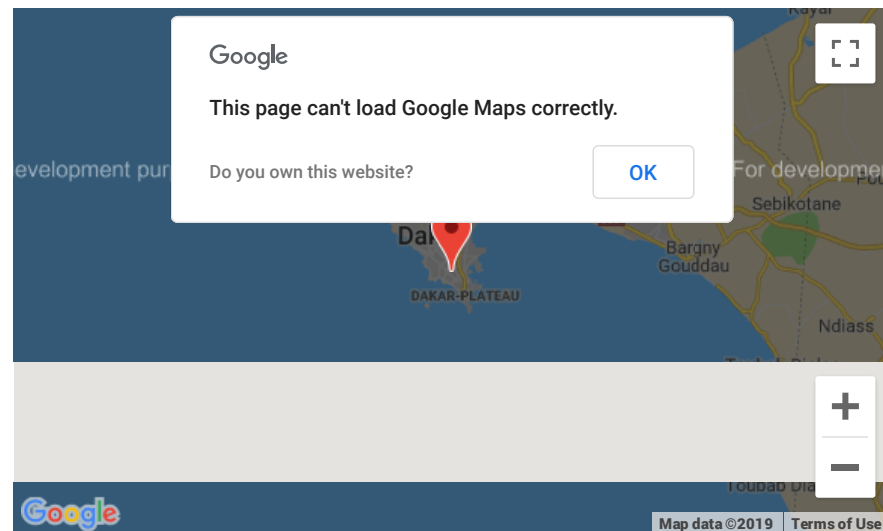 Kayar
Google
This page can't load Google Maps correctly.
Do you own this website?
OK
evelopment pur
For developme
Sebikotane
Bargny
Gouddau
DAKAR-PLATEAU
Ndiass
Google
Map data ©2019
Terms of Use